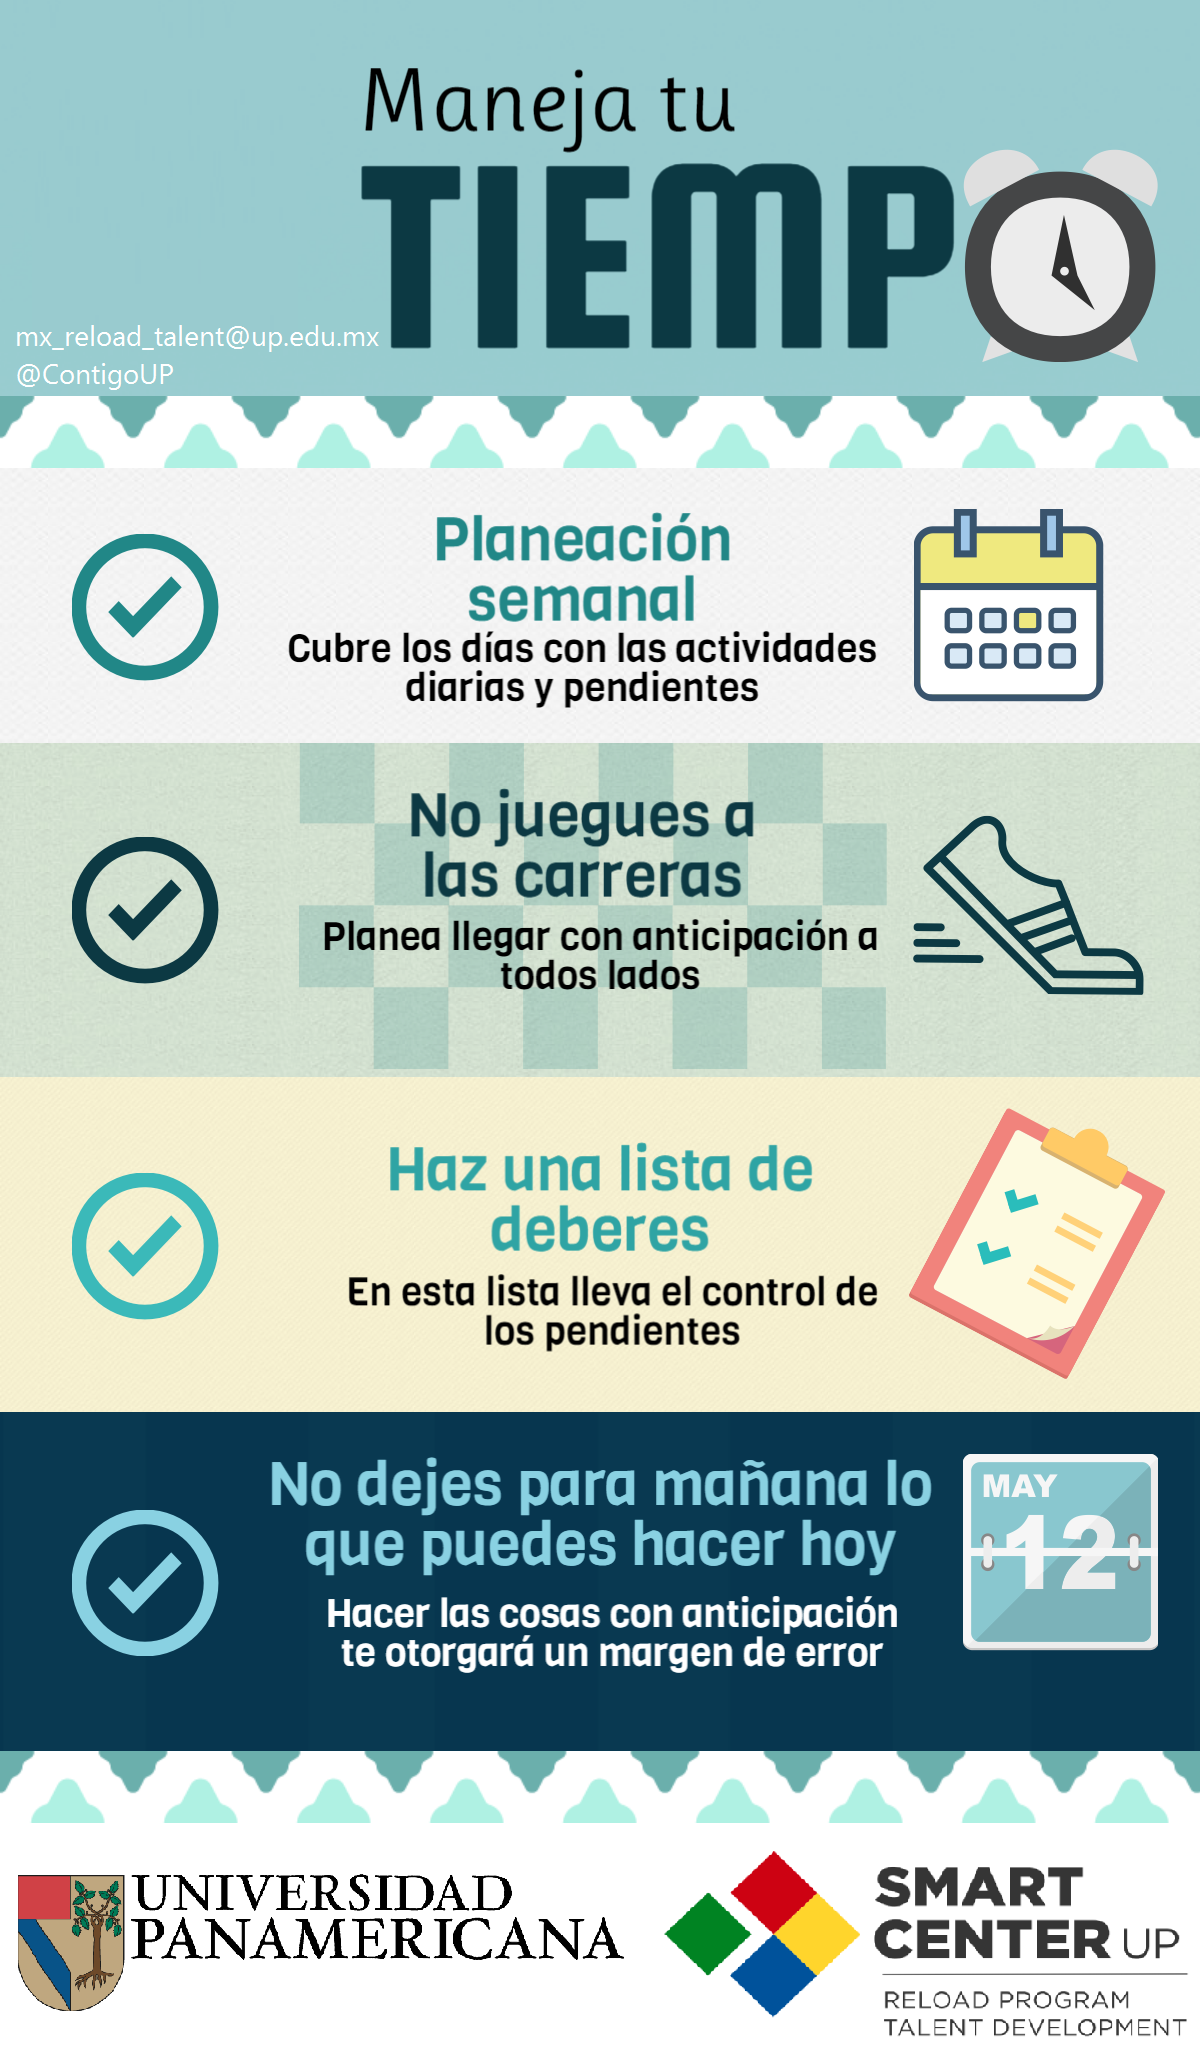 Maneja tu
TIEMP
mx_reload_talent@up.edu.mx
@ContigoUP
Planeación
semanal
Cubre los días con las actividades
diarias y pendientes
No juegues a
las carreras
Planea llegar con anticipación a
todos lados
Haz una lista de
deberes
En esta lista lleva el control de
los pendientes
No dejes para mañana lo
que puedes hacer hoy
Hacer las cosas con anticipación
te otorgará un margen de error
MAY
12
UNIVERSIDAD
PANAMERICANA
SMART
CENTER UP
RELOAD PROGRAM
TALENT DEVELOPMENT